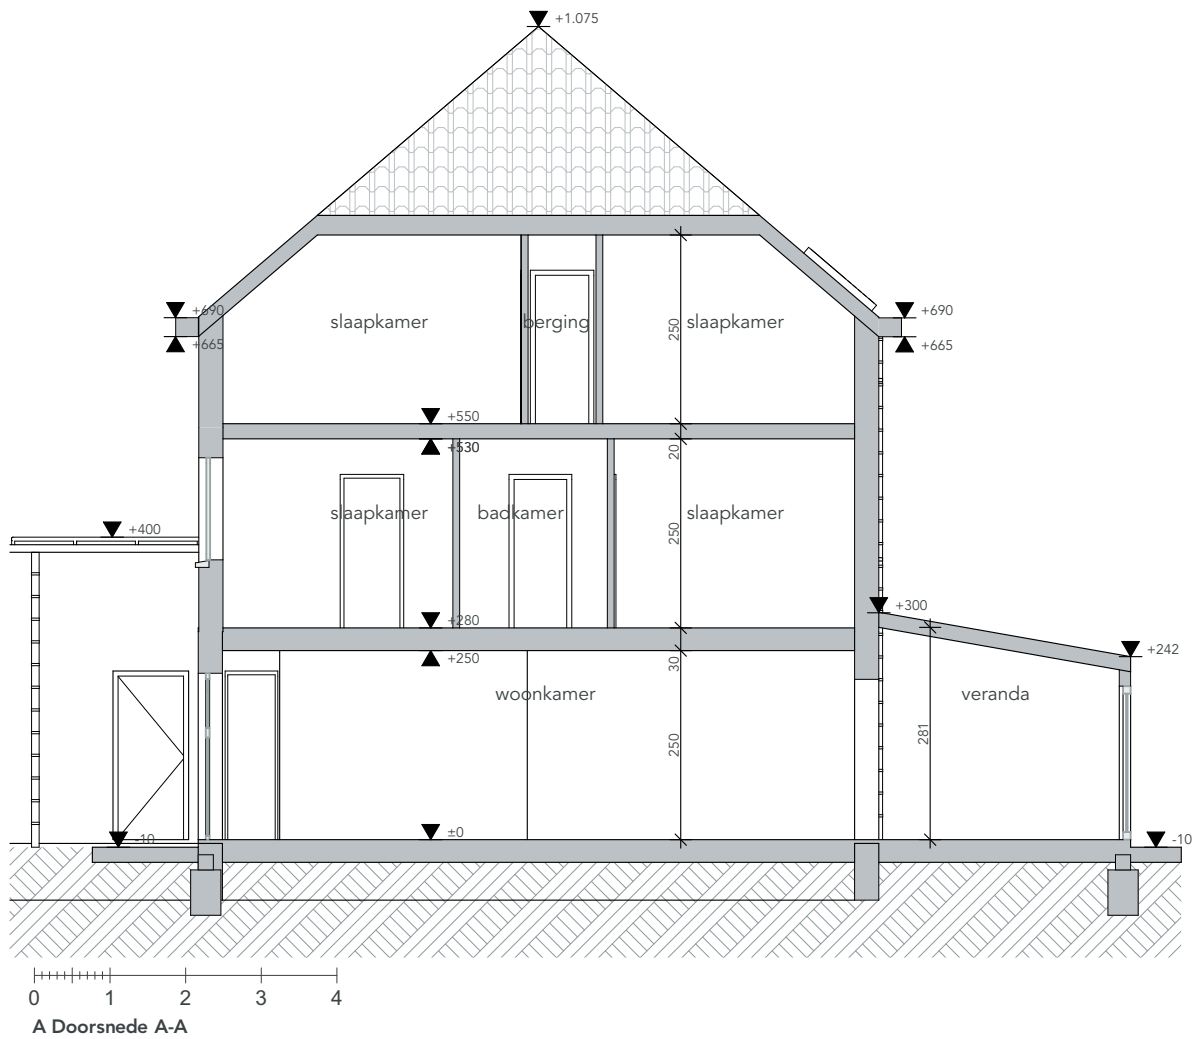 +1.075
+690
+690
slaapkamer
berging
slaapkamer
250
+665
+665
+550
+530
20
slaapkamer
badkamer
slaapkamer
+400
250
+280
+300
+250
30
+242
woonkamer
veranda
250
281
±0
-10
-10
0 1 2 3 4
A Doorsnede A-A